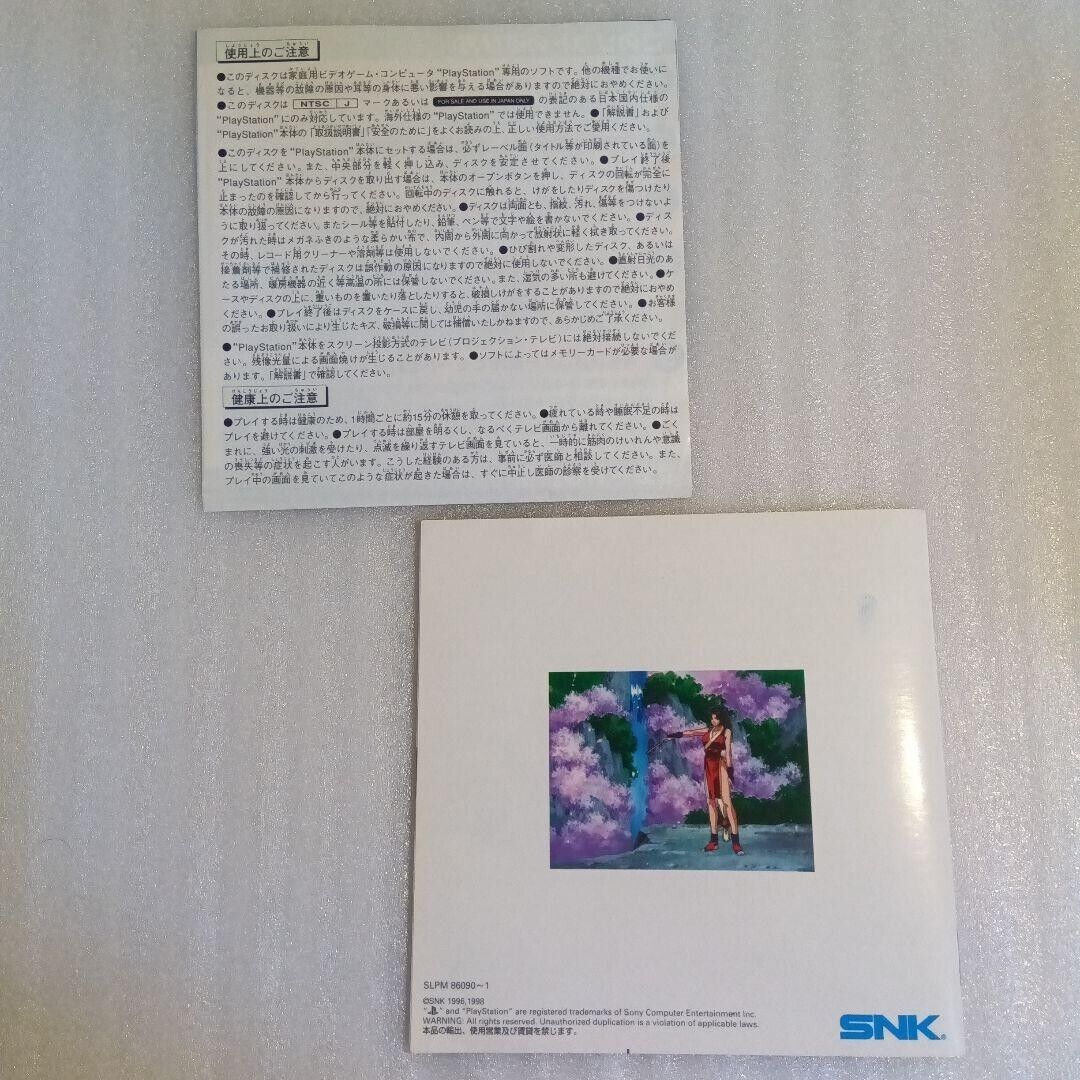 使用上のご注意
●このディスクは家庭用ビデオゲーム・コンピュータ"PlayStation"専用のソフトです。他の機種でお使いに
なると、機器等の故障の原因や耳等の身体に悪い影響を与える場合がありますので絶対におやめください。
●このディスクは NTSC J マークあるいは FOR SALE AND USE IN JAPAN ONLY の表記のある日本国内仕様の
"PlayStation"にのみ対応しています。海外仕様の"PlayStation"では使用できません。●「解説書」および
"PlayStation"本体の「取扱説明書」「安全のために」をよくお読みの上、正しい使用方法でご愛用ください。
●このディスクを"PlayStation"本体にセットする場合は、必ずレーベル面(タイトル等が印刷されている面)を
上にしてください。また、中央部分を軽く押し込み、ディスクを安定させてください。●プレイ終了後
"PlayStation"本体からディスクを取り出す場合は、本体のオープンボタンを押し、ディスクの回転が完全に
止まったのを確認してから行ってください。回転中のディスクに触れると、けがをしたりディスクを傷つけたり
本体の故障の原因になりますので、絶対におやめください。●ディスクは両面とも、指紋、汚れ、傷等をつけないよ
うに取り扱ってください。またシール等を貼付したり、鉛筆、ペン等で文字や絵を書かないでください。●ディス
クが汚れた時はメガネふきのような柔らかい布で、内周から外周に向かって放射状に軽く拭き取ってください。
その時、レコード用クリーナーや溶剤等は使用しないでください。●ひび割れや変形したディスク、あるいは
接着剤等で補修されたディスクは誤作動の原因になりますので絶対に使用しないでください。●直射日光のあ
たる場所、暖房機器の近く等高温の所には保管しないでください。また、湿気の多い所も避けてください。●ケ
ースやディスクの上に、重いものを置いたり落としたりすると、破損しけがをすることがありますので絶対におやめ
ください。●プレイ終了後はディスクをケースに戻し、幼児の手の届かない場所に保管してください。●お客様
の誤ったお取り扱いにより生じたキズ、破損等に関しては補償いたしかねますので、あらかじめご了承ください。
●"PlayStation"本体をスクリーン投影方式のテレビ(プロジェクション・テレビ)には絶対接続しないでくだ
さい。残像光量による画面焼けが生じることがあります。●ソフトによってはメモリーカードが必要な場合が
あります。「解説書」で確認してください。
健康上のご注意
●プレイする時は健康のため、1時間ごとに約15分の休憩を取ってください。●疲れている時や睡眠不足の時は
プレイを避けてください。●プレイする時は部屋を明るくし、なるべくテレビ画面から離れてください。●ごく
まれに、強い光の刺激を受けたり、点滅を繰り返すテレビ画面を見ていると、一時的に筋肉のけいれんや意識
の喪失等の症状を起こす人がいます。こうした経験のある方は、事前に必ず医師と相談してください。また、
プレイ中の画面を見ていてこのような症状が起きた場合は、すぐに中止し医師の診察を受けてください。
SLPM 86090~1
©SNK 1996,1998
" " and "PlayStation" are registered trademarks of Sony Computer Entertainment Inc.
WARNING: All rights reserved. Unauthorized duplication is a violation of applicable laws.
本品の輸出、使用営業及び賃貸を禁じます。
SNK®